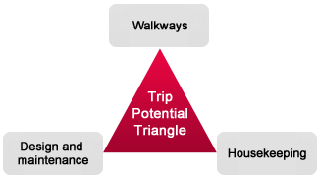 Walkways
Trip
Potential
Triangle
Design and
maintenance
Housekeeping